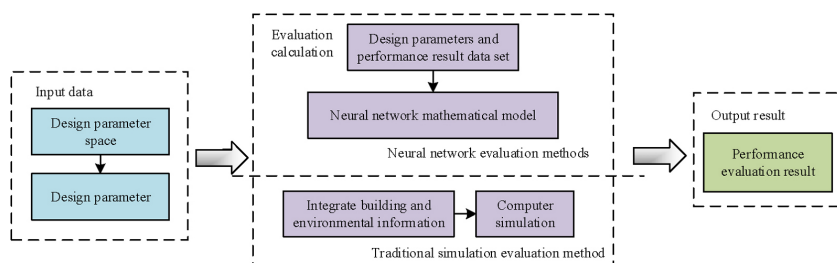 Input data
Design parameter
space
Design parameter
Evaluation
calculation
Design parameters and
performance result data set
Neural network mathematical model
Neural network evaluation methods
Integrate building and
environmental information
Computer
simulation
Traditional simulation evaluation method
Output result
Performance
evaluation result